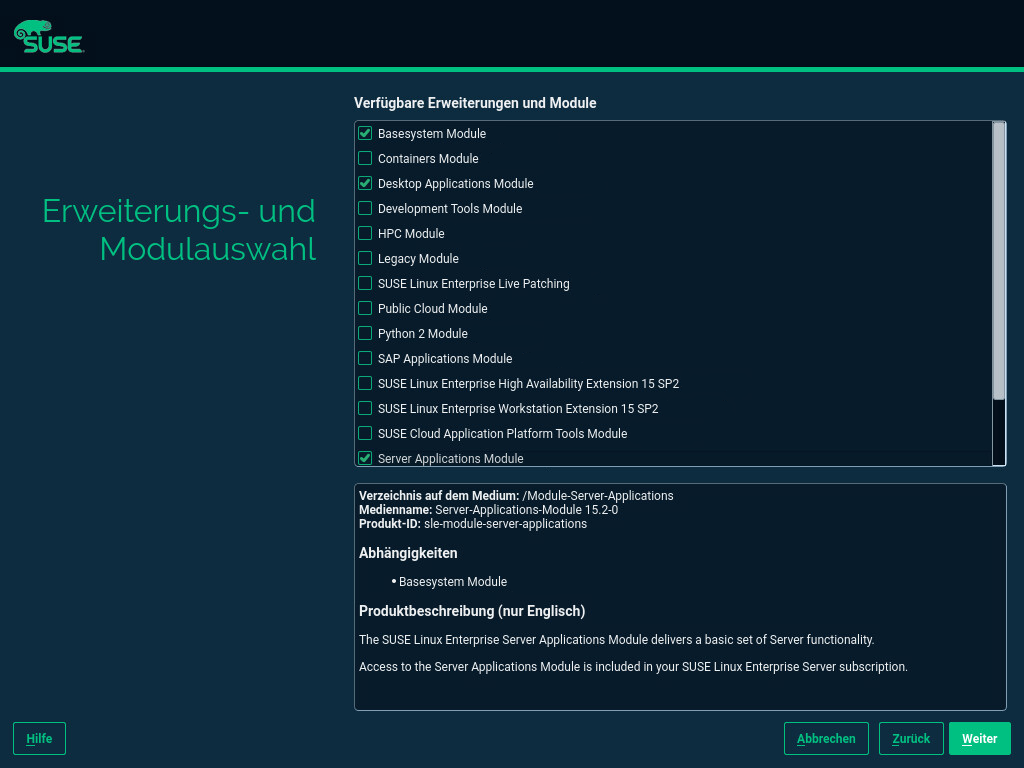 SUSE
Erweiterungs- und
Modulauswahl
Verfügbare Erweiterungen und Module
Basesystem Module
Containers Module
Desktop Applications Module
Development Tools Module
HPC Module
Legacy Module
SUSE Linux Enterprise Live Patching
Public Cloud Module
Python 2 Module
SAP Applications Module
SUSE Linux Enterprise High Availability Extension 15 SP2
SUSE Linux Enterprise Workstation Extension 15 SP2
SUSE Cloud Application Platform Tools Module
Server Applications Module
Verzeichnis auf dem Medium: /Module-Server-Applications
Medienname: Server-Applications-Module 15.2-0
Produkt-ID: sle-module-server-applications
Abhängigkeiten
• Basesystem Module
Produktbeschreibung (nur Englisch)
The SUSE Linux Enterprise Server Applications Module delivers a basic set of Server functionality.
Access to the Server Applications Module is included in your SUSE Linux Enterprise Server subscription.
Hilfe
Abbrechen
Zurück
Weiter